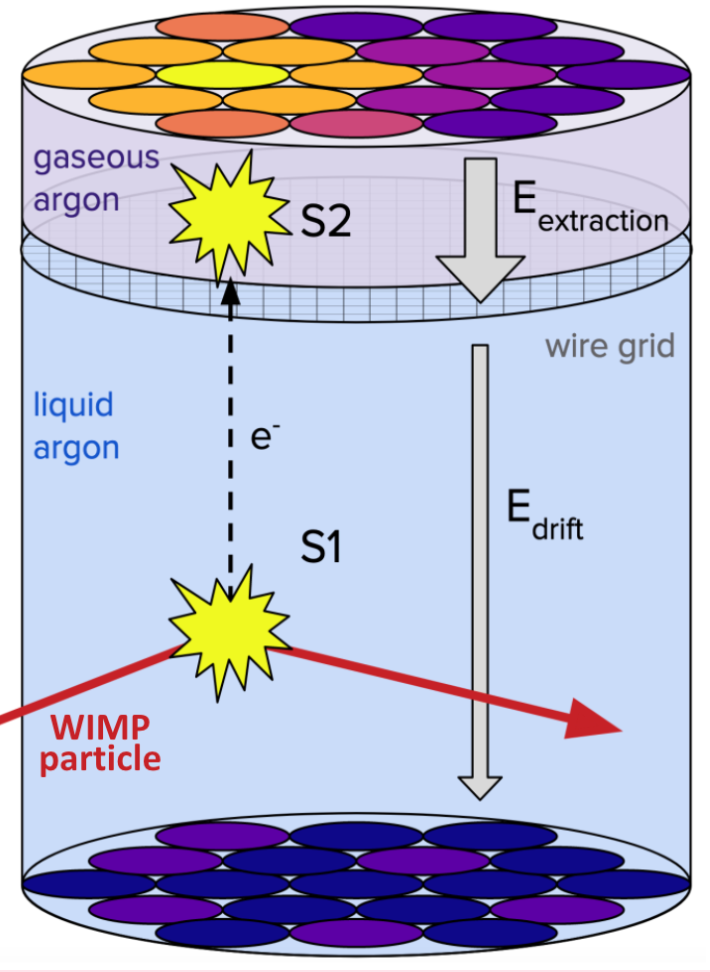 gaseous
argon
S2
E extraction
wire grid
liquid
argon
e-
S1
E drift
WIMP
particle